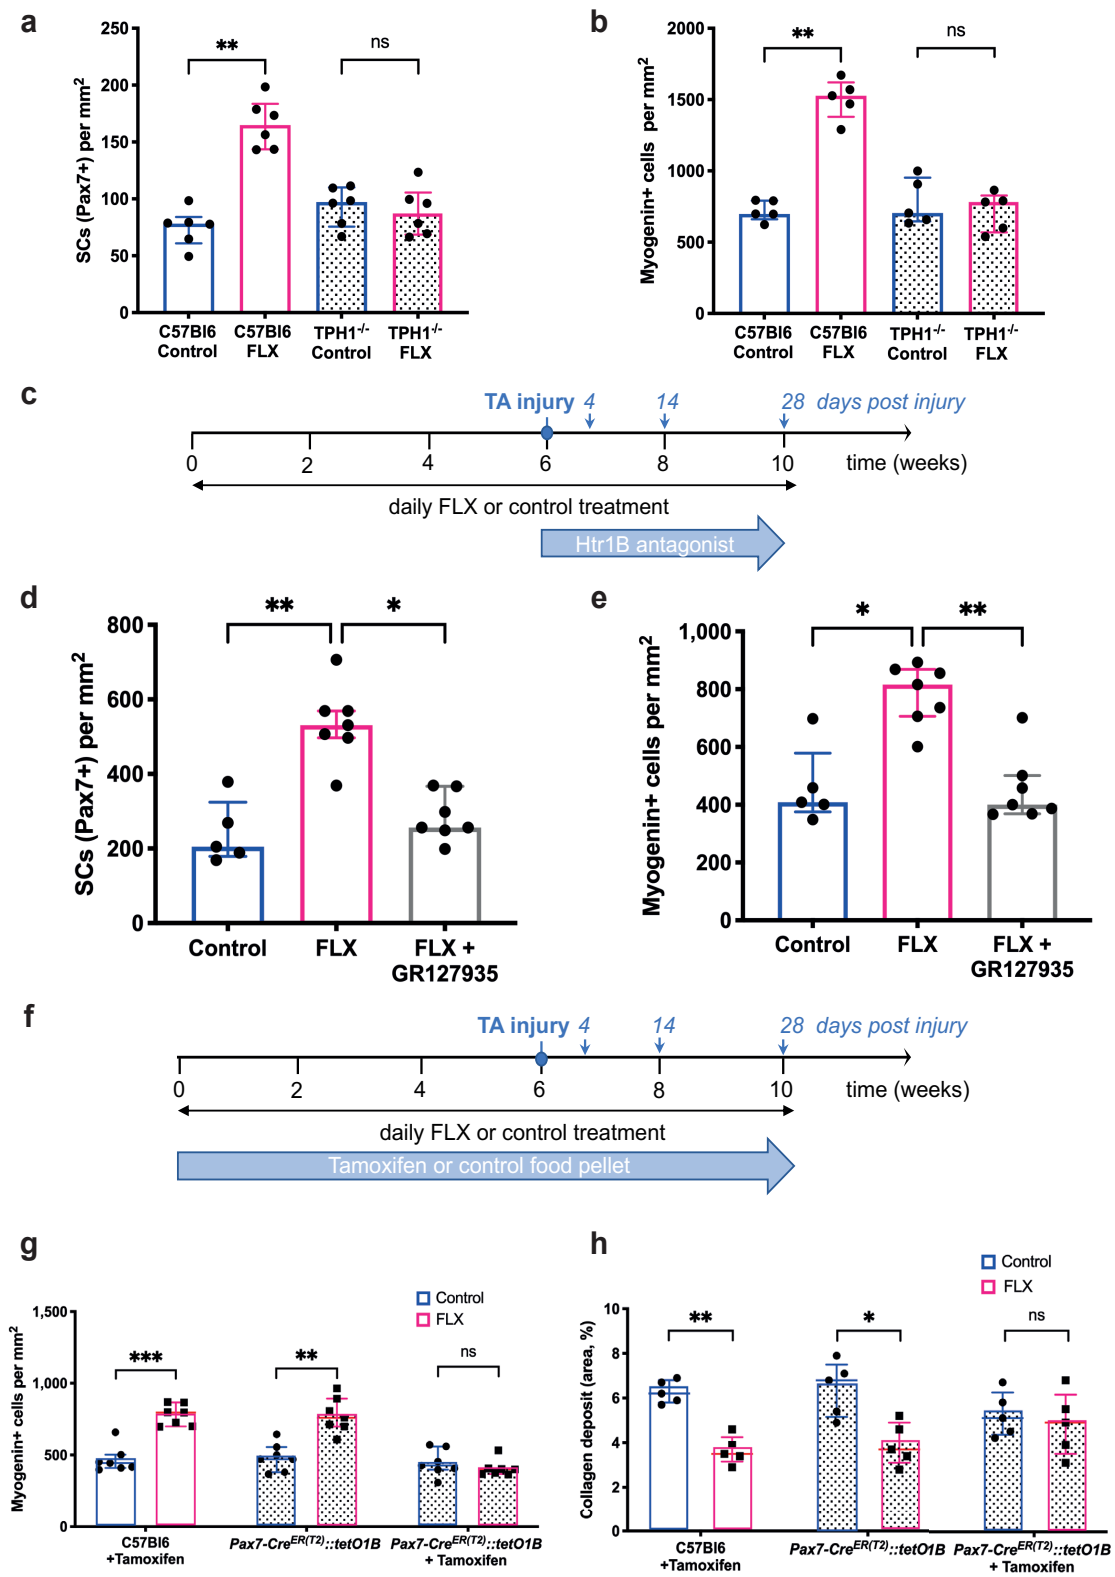 a
SCs (Pax7+) per mm²
250
200
150
100
50
0
**
ns
C57Bl6
Control
C57Bl6
FLX
TPH1-/-
Control
TPH1-/-
FLX
b
Myogenin+ cells per mm²
2000
1500
1000
500
0
**
ns
C57Bl6
Control
C57Bl6
FLX
TPH1-/-
Control
TPH1-/-
FLX
c
TA injury 4 14 28 days post injury
0 2 4 6 8 10 time (weeks)
daily FLX or control treatment
Htr1B antagonist
d
SCs (Pax7+) per mm²
800
600
400
200
0
** *
Control
FLX
FLX +
GR127935
e
Myogenin+ cells per mm²
1,000
800
600
400
200
0
* **
Control
FLX
FLX +
GR127935
f
TA injury 4 14 28 days post injury
0 2 4 6 8 10 time (weeks)
daily FLX or control treatment
Tamoxifen or control food pellet
g
Control
FLX
Myogenin+ cells per mm²
1,500
1,000
500
0
*** ** ns
C57Bl6
+Tamoxifen
Pax7-CreER(T2)::tetO1B
Pax7-CreER(T2)::tetO1B
+ Tamoxifen
h
Control
FLX
Collagen deposit (area, %)
10
8
6
4
2
0
** * ns
C57Bl6
+Tamoxifen
Pax7-CreER(T2)::tetO1B
Pax7-CreER(T2)::tetO1B
+ Tamoxifen